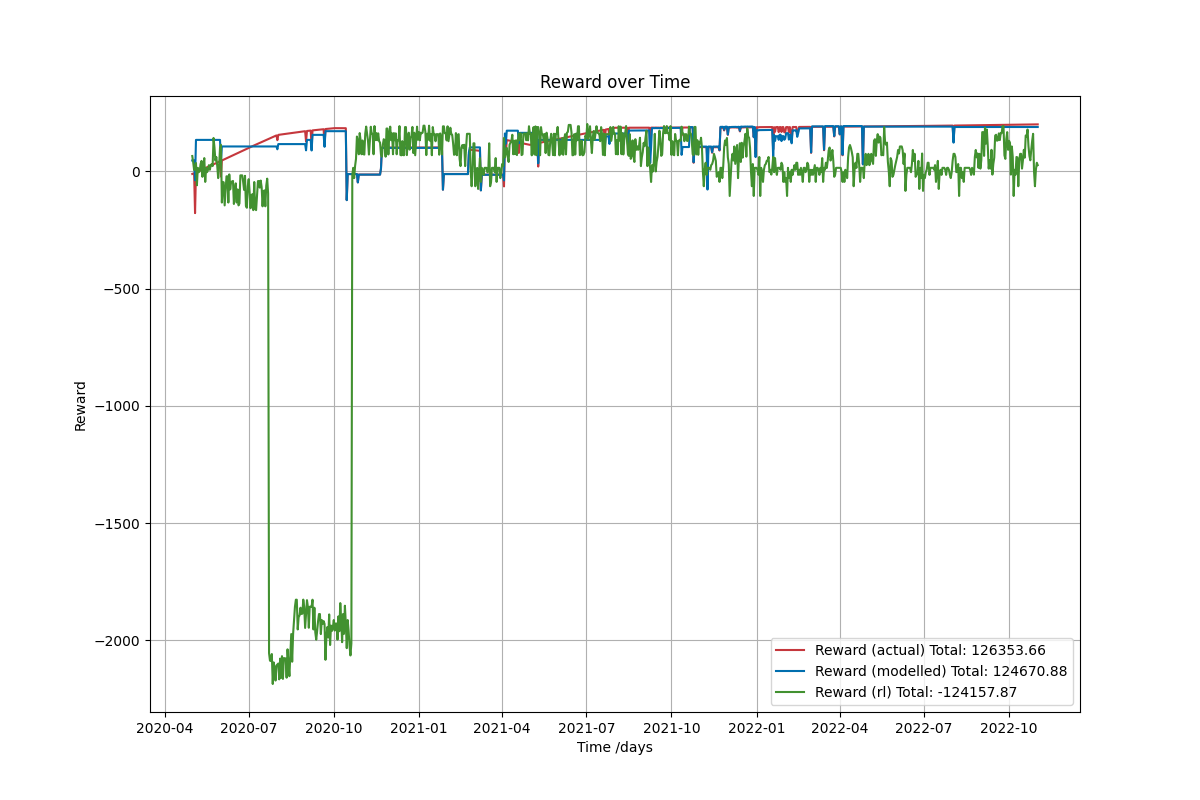 Reward over Time
Reward
0
−500
−1000
−1500
−2000
Reward (actual) Total: 126353.66
Reward (modelled) Total: 124670.88
Reward (rl) Total: -124157.87
2020-04 2020-07 2020-10 2021-01 2021-04 2021-07 2021-10 2022-01 2022-04 2022-07 2022-10
Time /days